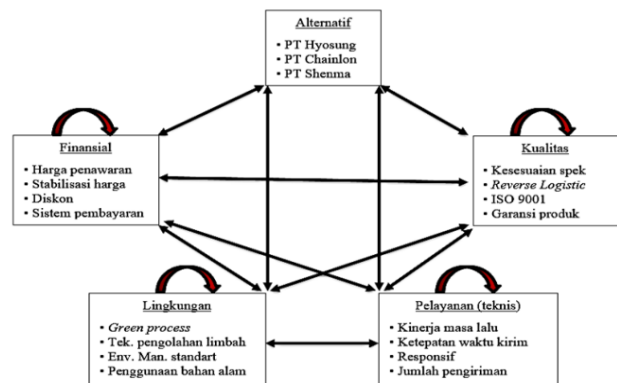 Alternatif
• PT Hyosung
• PT Chainlon
• PT Shenma
Finansial
• Harga penawaran
• Stabilisasi harga
• Diskon
• Sistem pembayaran
Kualitas
• Kesesuaian spek
• Reverse Logistic
• ISO 9001
• Garansi produk
Lingkungan
• Green process
• Tek. pengolahan limbah
• Env. Man. standart
• Penggunaan bahan alam
Pelayanan (teknis)
• Kinerja masa lalu
• Ketepatan waktu kirim
• Responsif
• Jumlah pengiriman